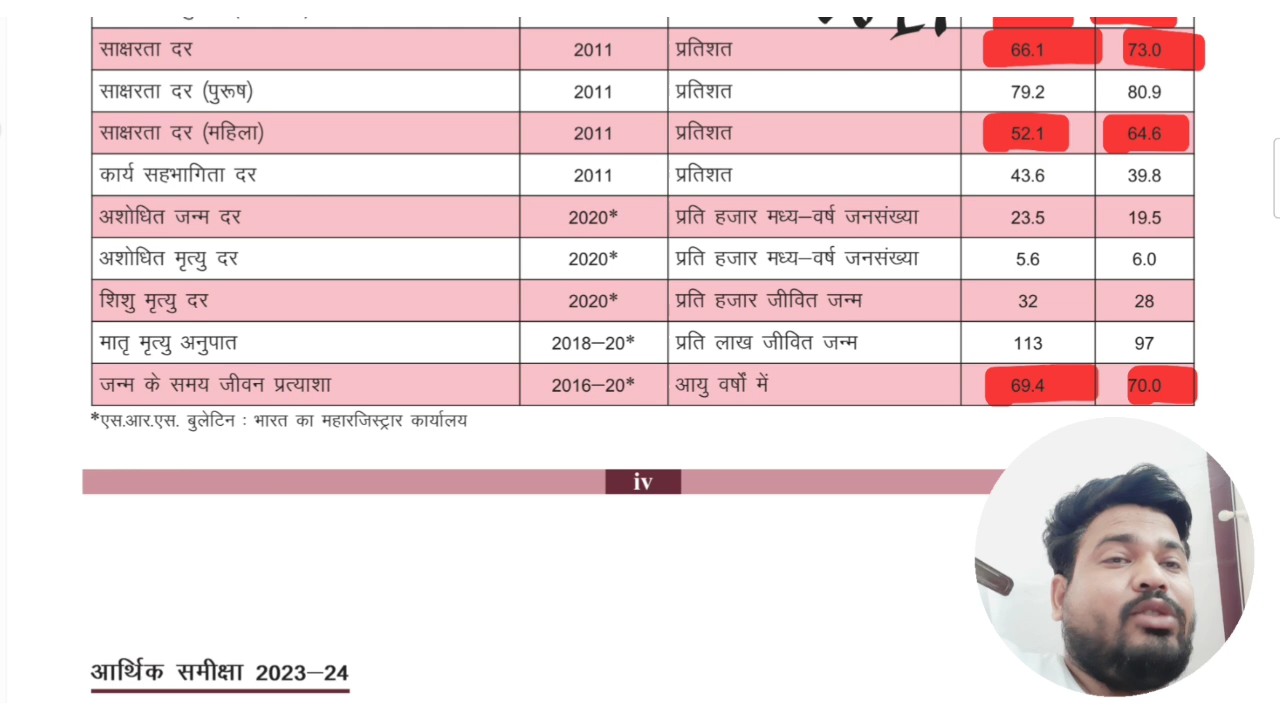 साक्षरता दर 2011 प्रतिशत 66.1 73.0
साक्षरता दर (पुरूष) 2011 प्रतिशत 79.2 80.9
साक्षरता दर (महिला) 2011 प्रतिशत 52.1 64.6
कार्य सहभागिता दर 2011 प्रतिशत 43.6 39.8
अशोधित जन्म दर 2020* प्रति हजार मध्य–वर्ष जनसंख्या 23.5 19.5
अशोधित मृत्यु दर 2020* प्रति हजार मध्य–वर्ष जनसंख्या 5.6 6.0
शिशु मृत्यु दर 2020* प्रति हजार जीवित जन्म 32 28
मातृ मृत्यु अनुपात 2018–20* प्रति लाख जीवित जन्म 113 97
जन्म के समय जीवन प्रत्याशा 2016–20* आयु वर्षों में 69.4 70.0
*एस.आर.एस. बुलेटिन : भारत का महारजिस्ट्रार कार्यालय
iv
आर्थिक समीक्षा 2023–24